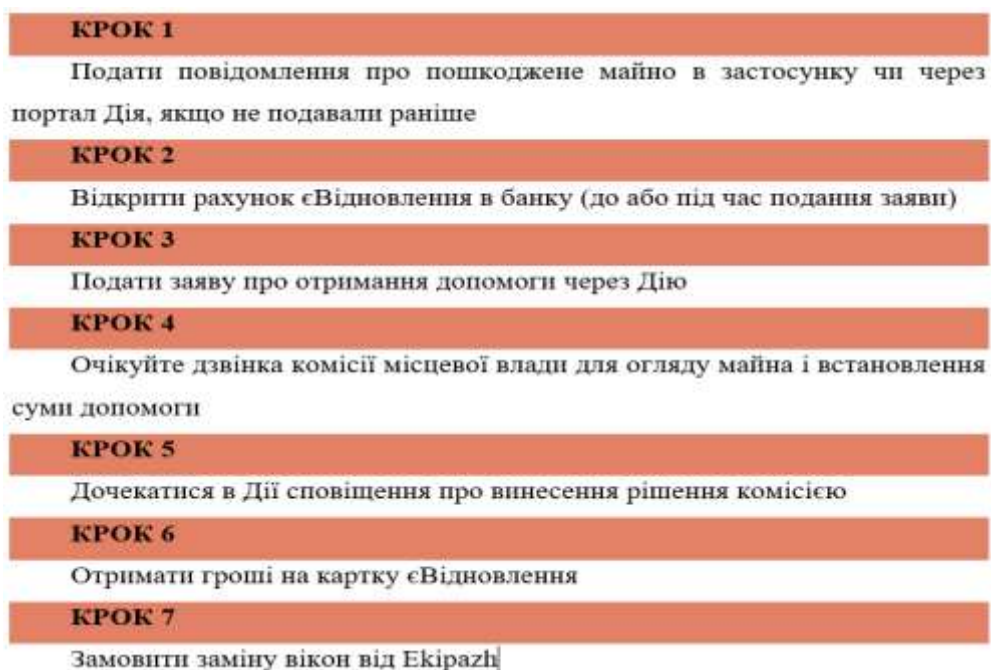 КРОК 1
Подати повідомлення про пошкоджене майно в застосунку чи через
портал Дія, якщо не подавали раніше
КРОК 2
Відкрити рахунок єВідновлення в банку (до або під час подання заяви)
КРОК 3
Подати заяву про отримання допомоги через Дію
КРОК 4
Очікуйте дзвінка комісії місцевої влади для огляду майна і встановлення
суми допомоги
КРОК 5
Дочекатися в Дії сповіщення про винесення рішення комісією
КРОК 6
Отримати гроші на картку єВідновлення
КРОК 7
Замовити заміну вікон від Ekipazh